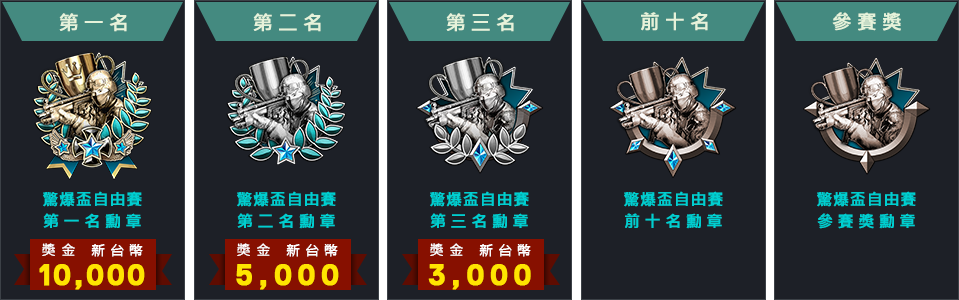 第一名
驚爆盃自由賽
第一名勳章
獎金 新台幣
10,000
第二名
驚爆盃自由賽
第二名勳章
獎金 新台幣
5,000
第三名
驚爆盃自由賽
第三名勳章
獎金 新台幣
3,000
前十名
驚爆盃自由賽
前十名勳章
參賽獎
驚爆盃自由賽
參賽獎勳章